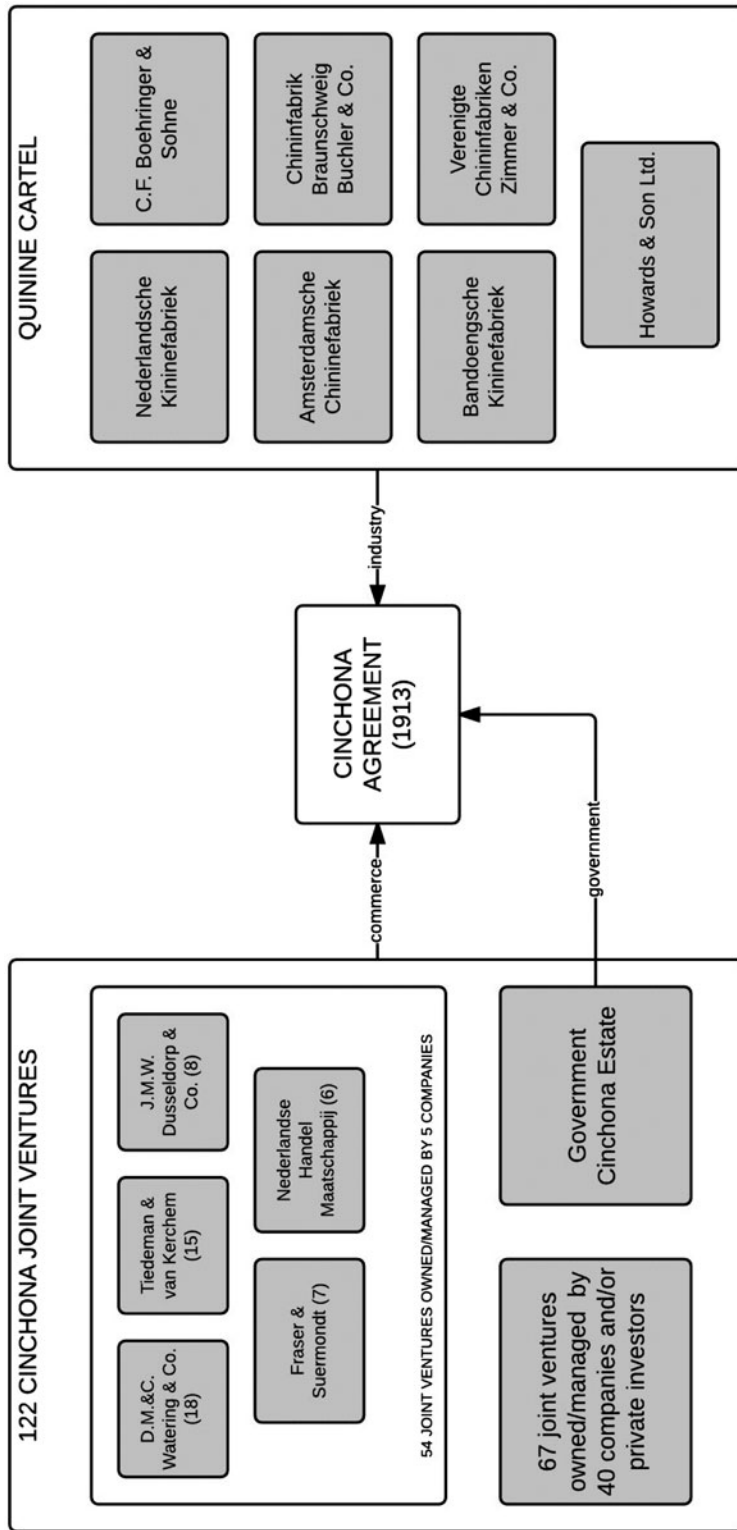 122 CINCHONA JOINT VENTURES
D.M.&C.
Watering & Co.
(18)
Tiedeman &
van Kerchem
(15)
J.M.W.
Dusseldorp &
Co. (8)
Fraser &
Suermondt (7)
Nederlandse
Handel
Maatschappij (6)
54 JOINT VENTURES OWNED/MANAGED BY 5 COMPANIES
67 joint ventures
owned/managed by
40 companies and/or
private investors
Government
Cinchona Estate
commerce
government
CINCHONA
AGREEMENT
(1913)
industry
QUININE CARTEL
Nederlandsche
Kininefabriek
C.F. Boehringer &
Sohne
Amsterdamsche
Chininefabriek
Chininfabrik
Braunschweig
Buchler & Co.
Bandoengsche
Kininefabriek
Verenigte
Chininfabriken
Zimmer & Co.
Howards & Son Ltd.